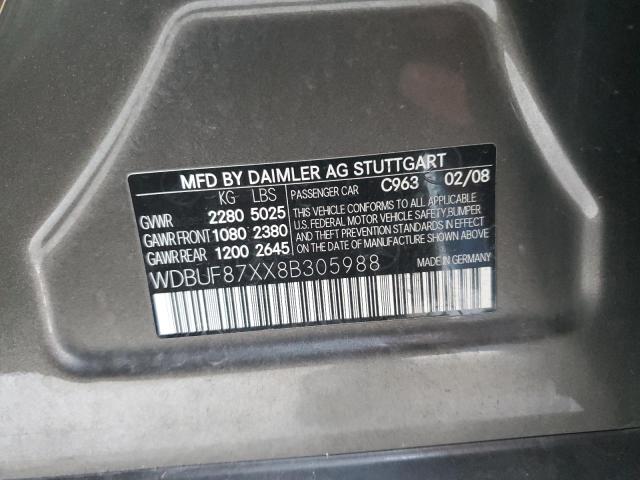 MFD BY DAIMLER AG STUTTGART
KG LBS PASSENGER CAR C963 02/08
GVWR 2280 5025
GAWR FRONT 1080 2380
GAWR REAR 1200 2645
THIS VEHICLE CONFORMS TO ALL APPLICABLE
U.S. FEDERAL MOTOR VEHICLE SAFETY, BUMPER
AND THEFT PREVENTION STANDARDS IN EFFECT
ON THE DATE OF MANUFACTURE SHOWN ABOVE.
WDBUF87XX8B305988 MADE IN GERMANY